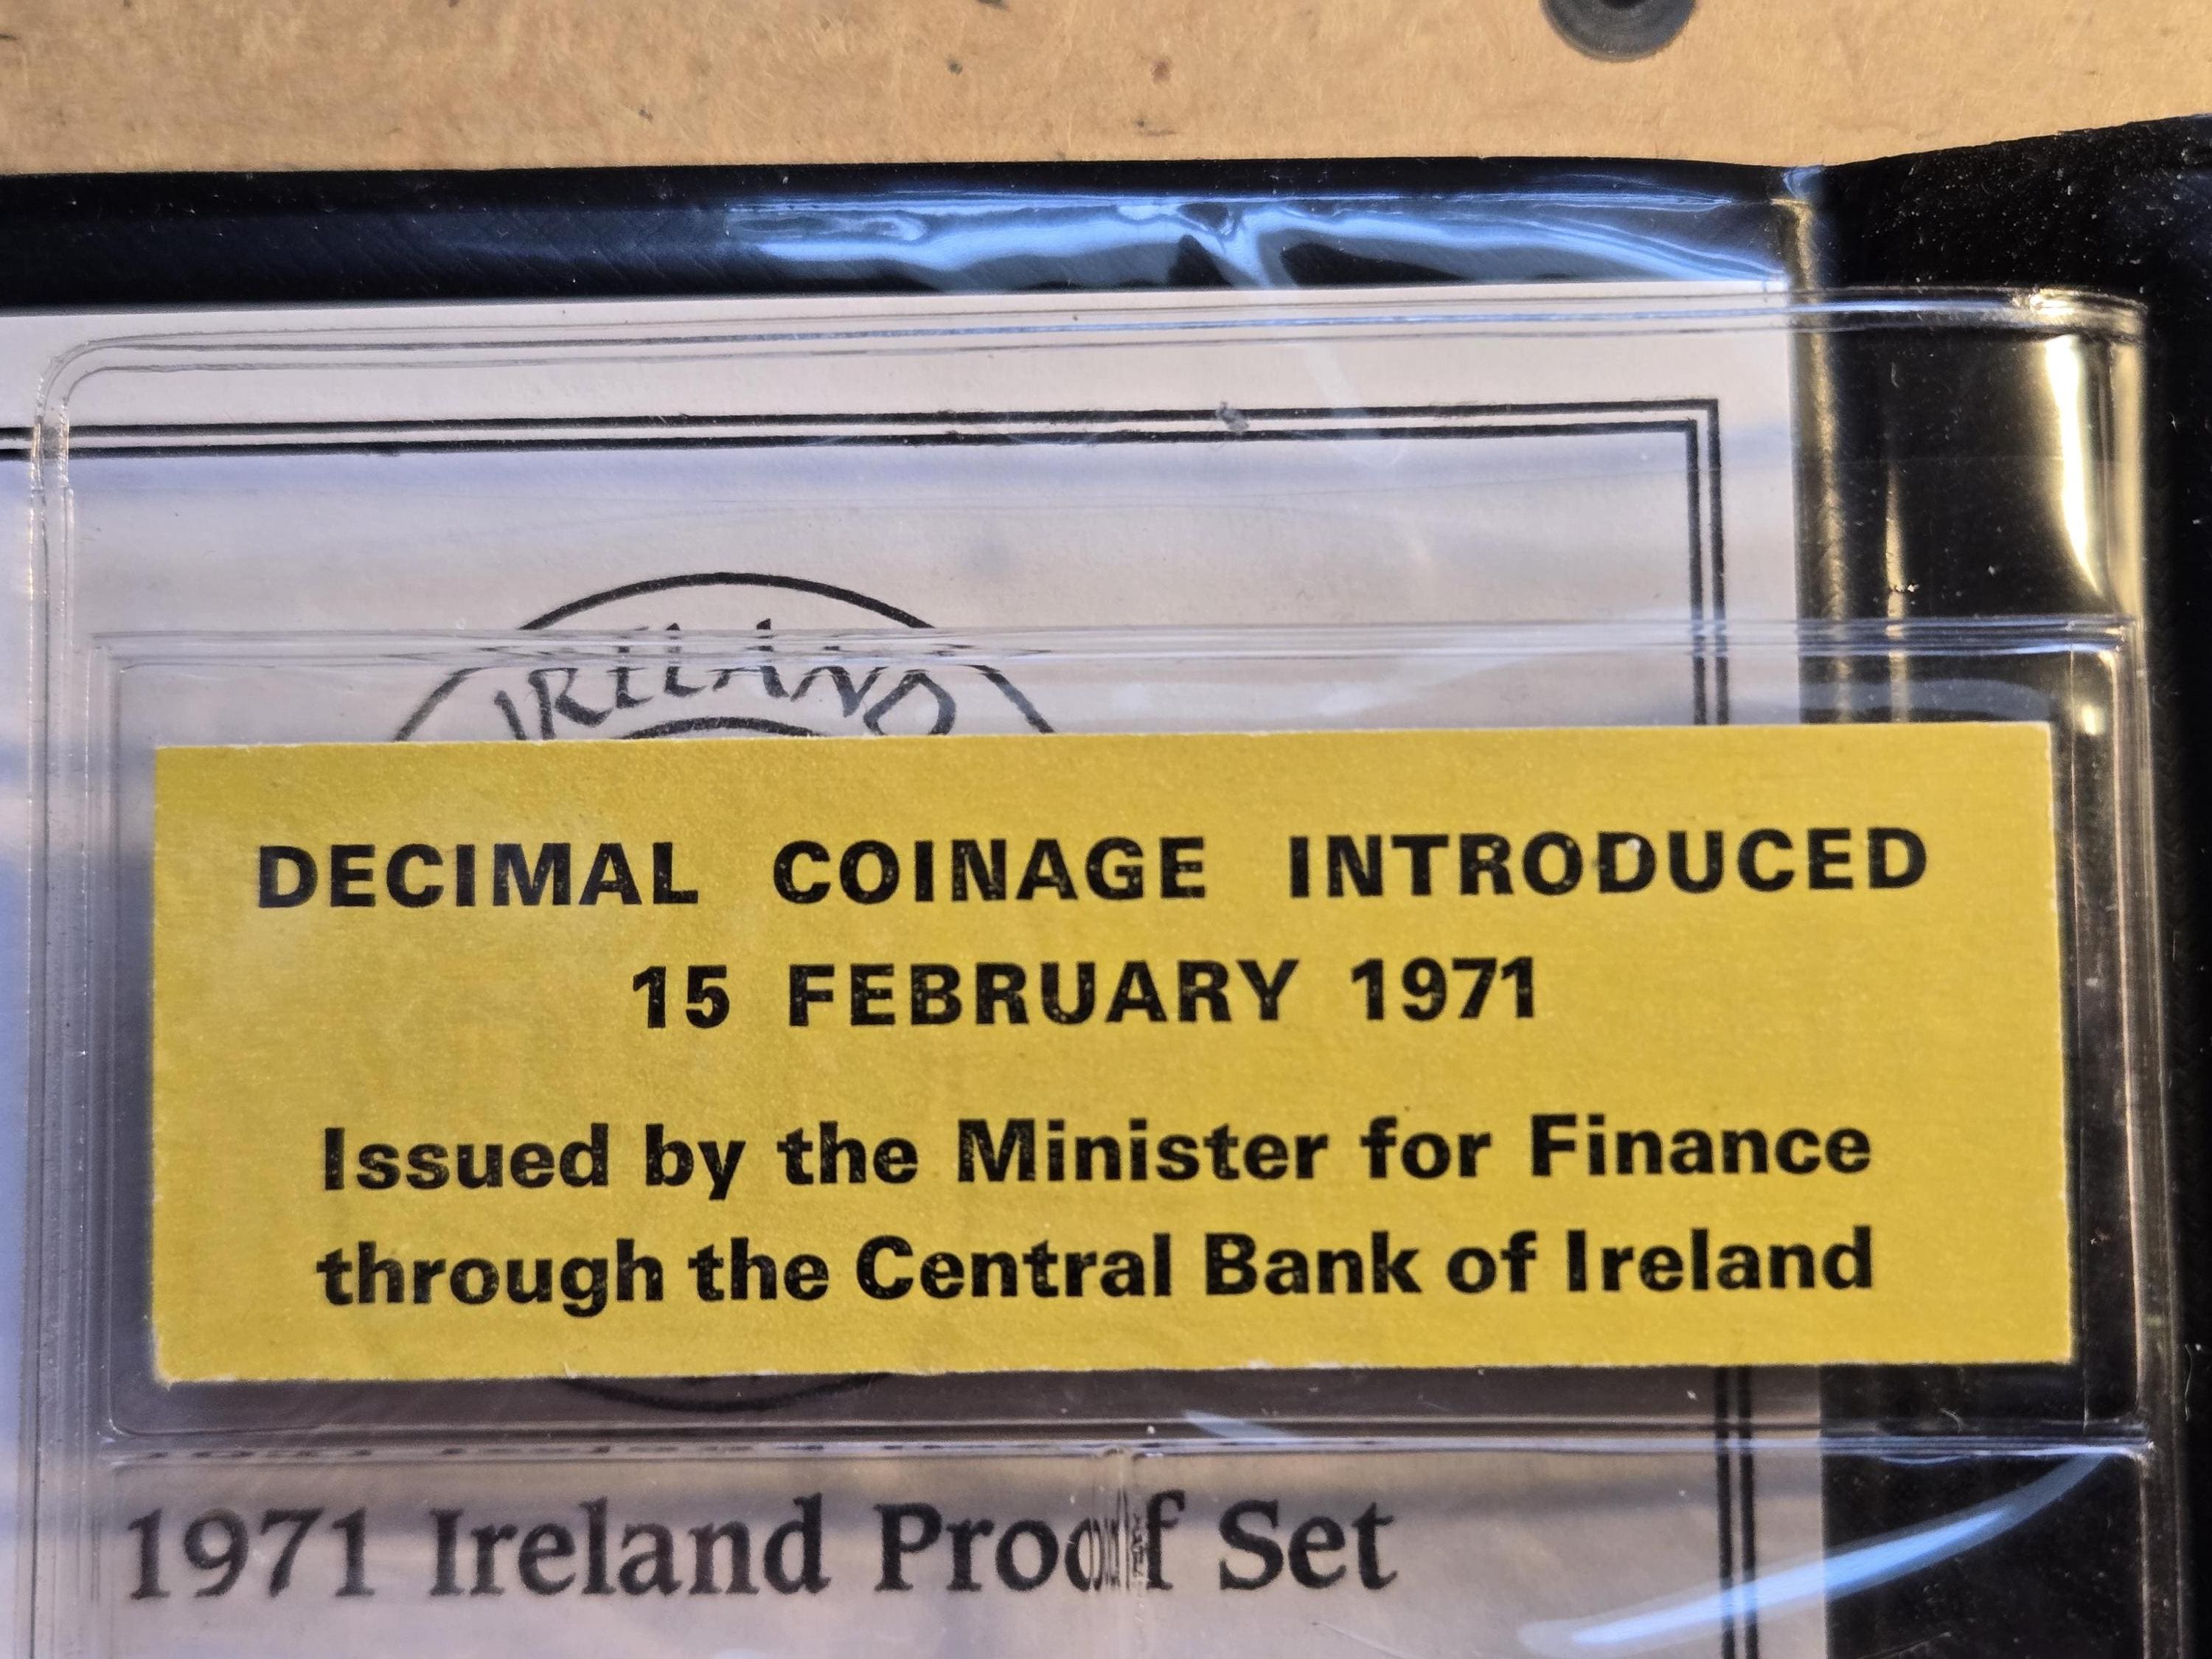 IRELAND
DECIMAL COINAGE INTRODUCED
15 FEBRUARY 1971
Issued by the Minister for Finance
through the Central Bank of Ireland
1971 Ireland Proof Set